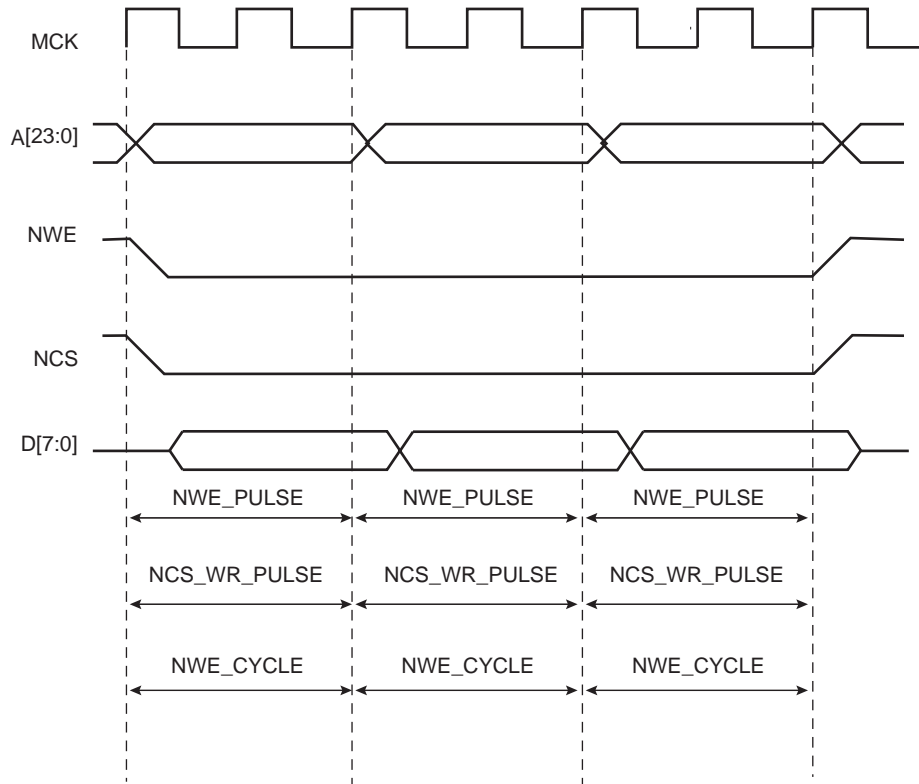 MCK
A[23:0]
NWE
NCS
D[7:0]
NWE_PULSE NWE_PULSE NWE_PULSE
NCS_WR_PULSE NCS_WR_PULSE NCS_WR_PULSE
NWE_CYCLE NWE_CYCLE NWE_CYCLE